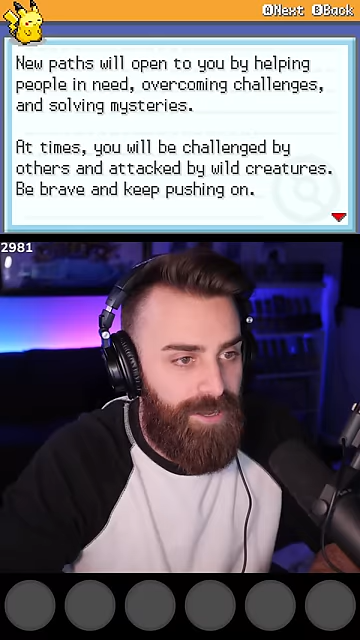 ⒶNext ⒷBack
New paths will open to you by helping
people in need, overcoming challenges,
and solving mysteries.
At times, you will be challenged by
others and attacked by wild creatures.
Be brave and keep pushing on.
2981